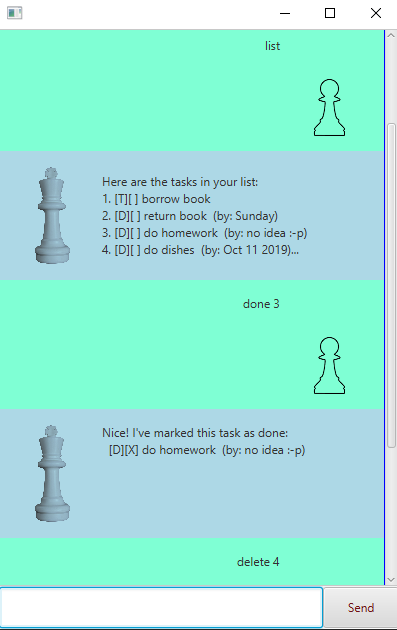 list
Here are the tasks in your list:
1. [T][ ] borrow book
2. [D][ ] return book  (by: Sunday)
3. [D][ ] do homework  (by: no idea :-p)
4. [D][ ] do dishes  (by: Oct 11 2019)...
done 3
Nice! I've marked this task as done:
  [D][X] do homework  (by: no idea :-p)
delete 4
Send